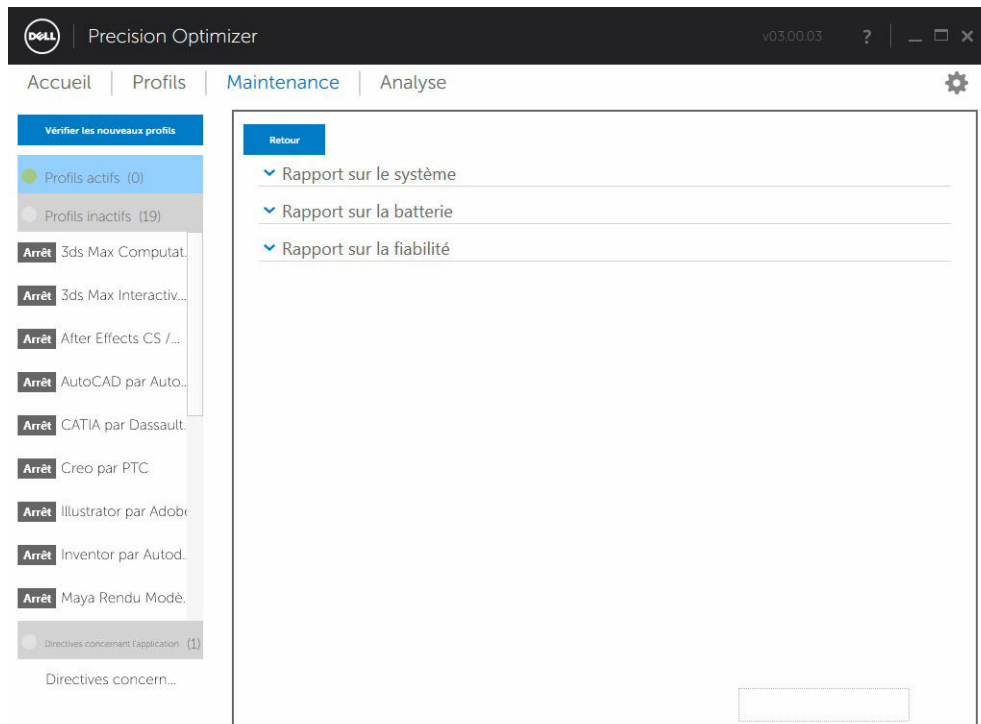 DELL Precision Optimizer v03.00.03 ?
Accueil Profils Maintenance Analyse
Vérifier les nouveaux profils
Profils actifs (0)
Profils inactifs (19)
Arrêt 3ds Max Computat.
Arrêt 3ds Max Interactiv...
Arrêt After Effects CS /...
Arrêt AutoCAD par Auto..
Arrêt CATIA par Dassault.
Arrêt Creo par PTC
Arrêt Illustrator par Adob
Arrêt Inventor par Autod.
Arrêt Maya Rendu Modè.
Directives concernant l'application (1)
Directives concern...
Retour
Rapport sur le système
Rapport sur la batterie
Rapport sur la fiabilité